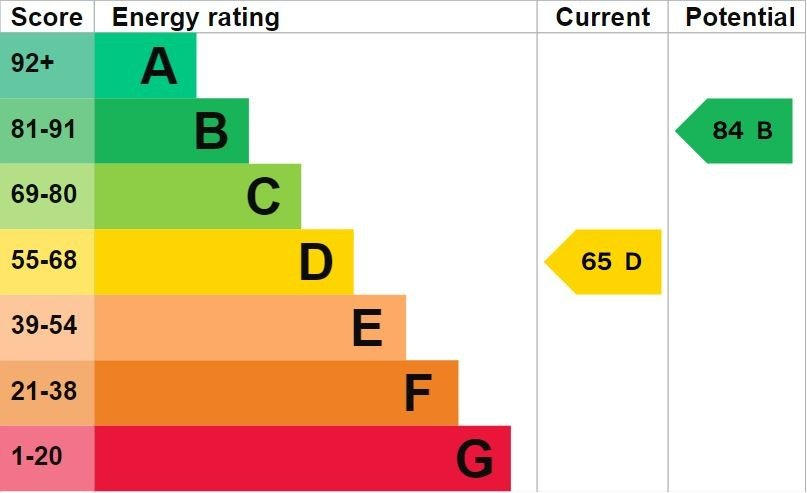 Score Energy rating Current Potential
92+ A
81-91 B 84 B
69-80 C
55-68 D 65 D
39-54 E
21-38 F
1-20 G